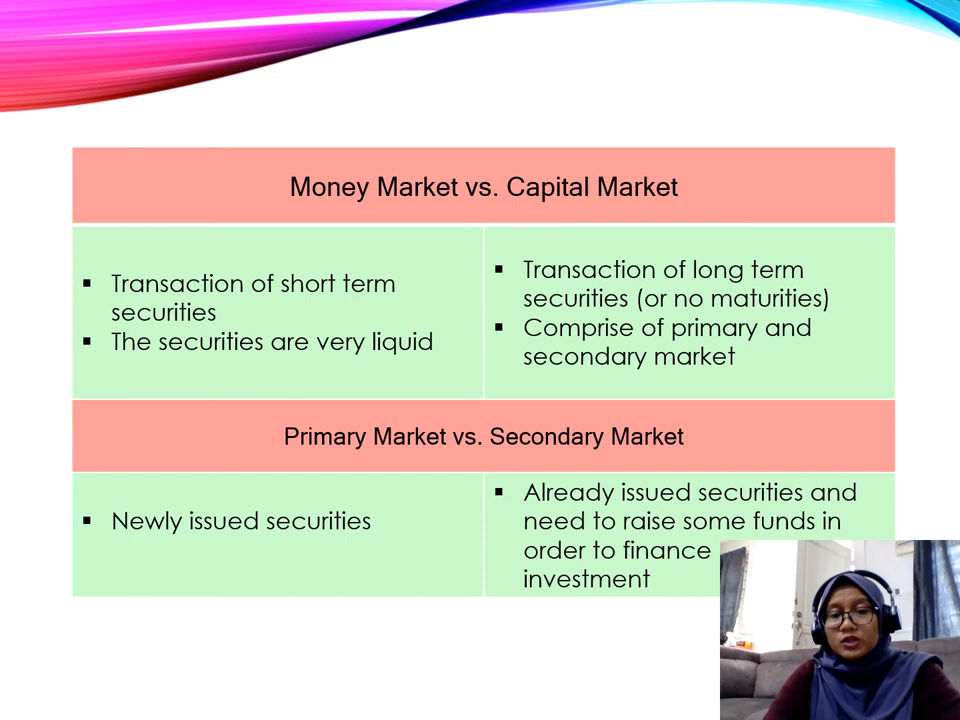 Money Market vs. Capital Market
▪ Transaction of short term
securities
▪ The securities are very liquid
▪ Transaction of long term
securities (or no maturities)
▪ Comprise of primary and
secondary market
Primary Market vs. Secondary Market
▪ Newly issued securities
▪ Already issued securities and
need to raise some funds in
order to finance
investment